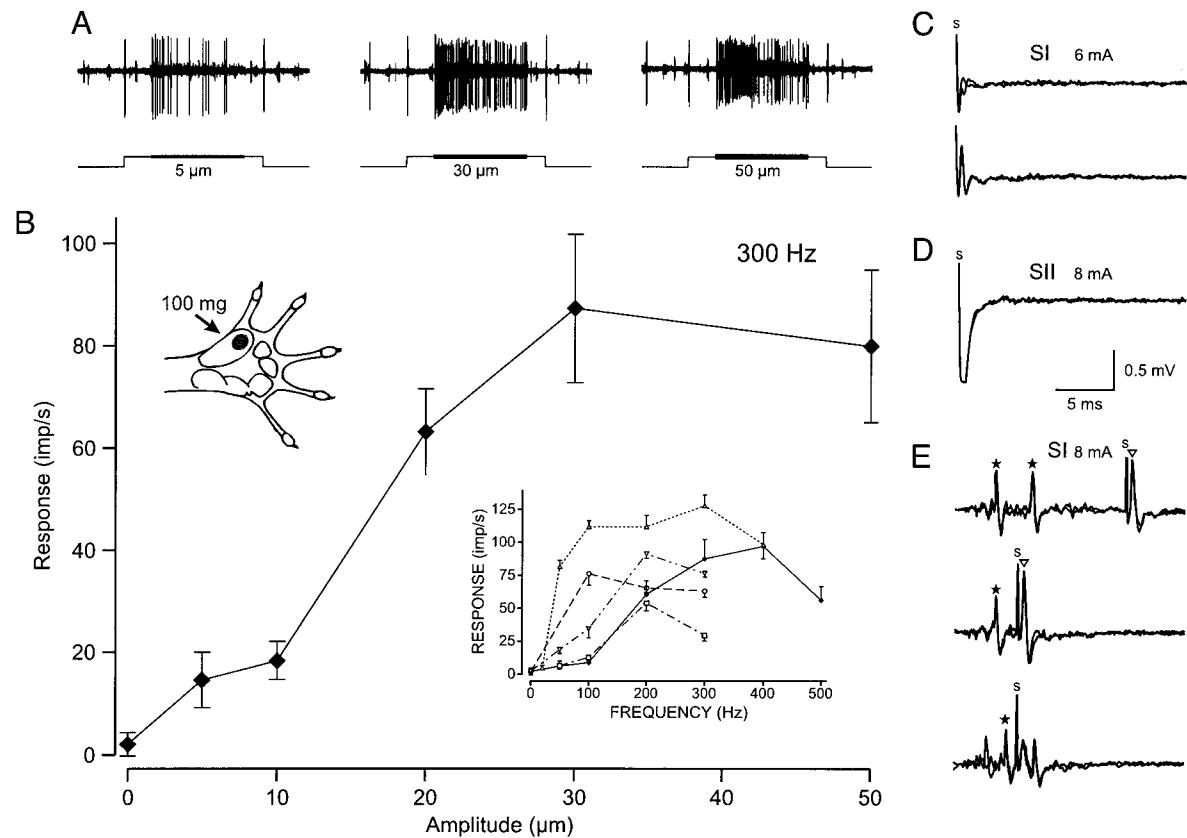 A
5 µm
30 µm
50 µm
B
Response (imp/s)
100
80
60
40
20
0
0
10
20
30
40
50
Amplitude (µm)
300 Hz
100 mg
RESPONSE (imp/s)
125
100
75
50
25
0
0
100
200
300
400
500
FREQUENCY (Hz)
C
s
SI 6 mA
D
s
SII 8 mA
0.5 mV
5 ms
E
SI 8 mA
s
s
s